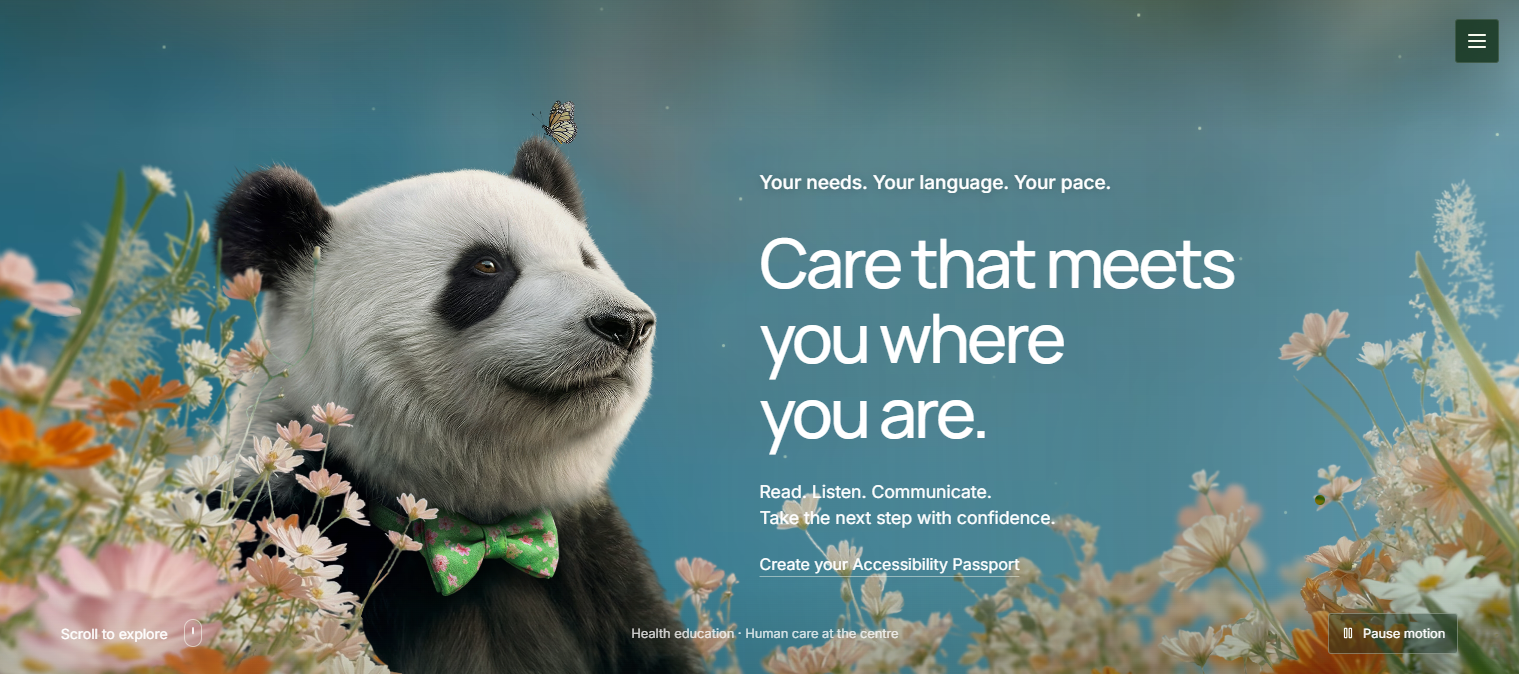 Your needs. Your language. Your pace.
Care that meets
you where
you are.
Read. Listen. Communicate.
Take the next step with confidence.
Create your Accessibility Passport
Scroll to explore
Health education · Human care at the centre
Pause motion